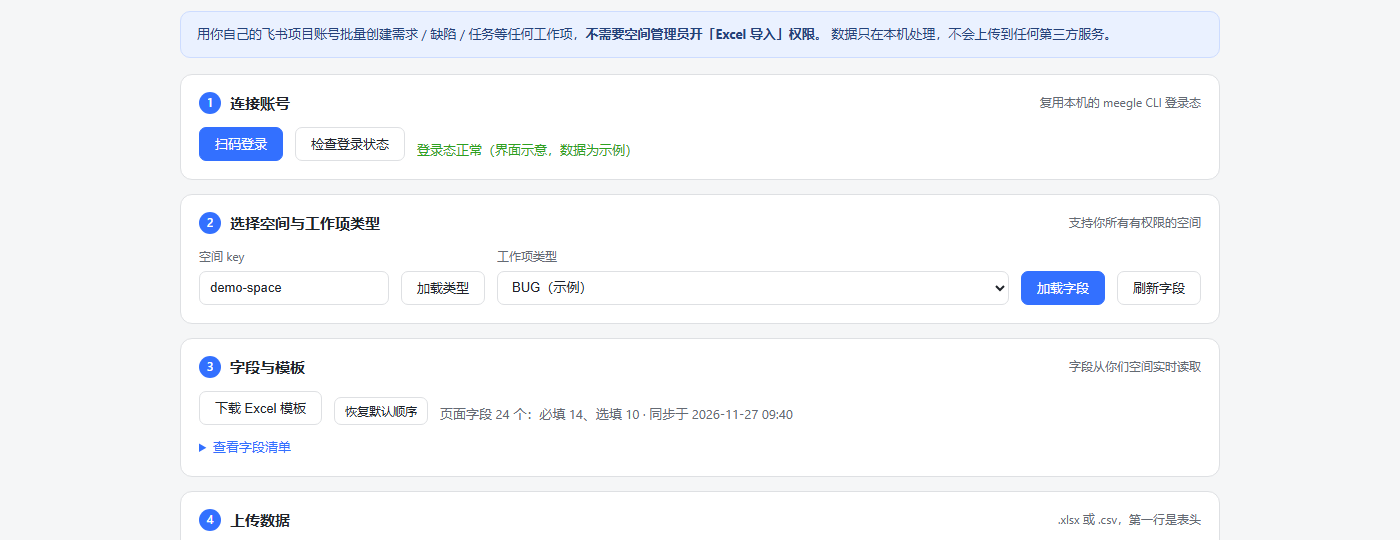 用你自己的飞书项目账号批量创建需求 / 缺陷 / 任务等任何工作项，不需要空间管理员开「Excel 导入」权限。 数据只在本机处理，不会上传到任何第三方服务。
1 连接账号 复用本机的 meegle CLI 登录态
扫码登录 检查登录状态 登录态正常（界面示意，数据为示例）
2 选择空间与工作项类型 支持你所有有权限的空间
空间 key 工作项类型
demo-space 加载类型 BUG（示例） 加载字段 刷新字段
3 字段与模板 字段从你们空间实时读取
下载 Excel 模板 恢复默认顺序 页面字段 24 个：必填 14、选填 10 · 同步于 2026-11-27 09:40
查看字段清单
4 上传数据 .xlsx 或 .csv，第一行是表头